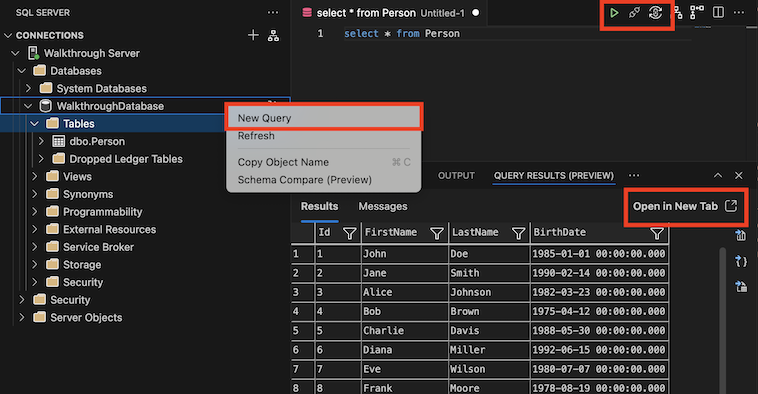 SQL SERVER
CONNECTIONS
Walkthrough Server
Databases
System Databases
WalkthroughDatabase
Tables
dbo.Person
Dropped Ledger Tables
Views
Synonyms
Programmability
External Resources
Service Broker
Storage
Security
Security
Server Objects
New Query
Refresh
Copy Object Name ⌘ C
Schema Compare (Preview)
select * from Person Untitled-1
1 select * from Person
OUTPUT QUERY RESULTS (PREVIEW)
Results Messages Open in New Tab
Id FirstName LastName BirthDate
1 1 John Doe 1985-01-01 00:00:00.000
2 2 Jane Smith 1990-02-14 00:00:00.000
3 3 Alice Johnson 1982-03-23 00:00:00.000
4 4 Bob Brown 1975-04-12 00:00:00.000
5 5 Charlie Davis 1988-05-30 00:00:00.000
6 6 Diana Miller 1992-06-15 00:00:00.000
7 7 Eve Wilson 1980-07-07 00:00:00.000
8 8 Frank Moore 1978-08-19 00:00:00.000